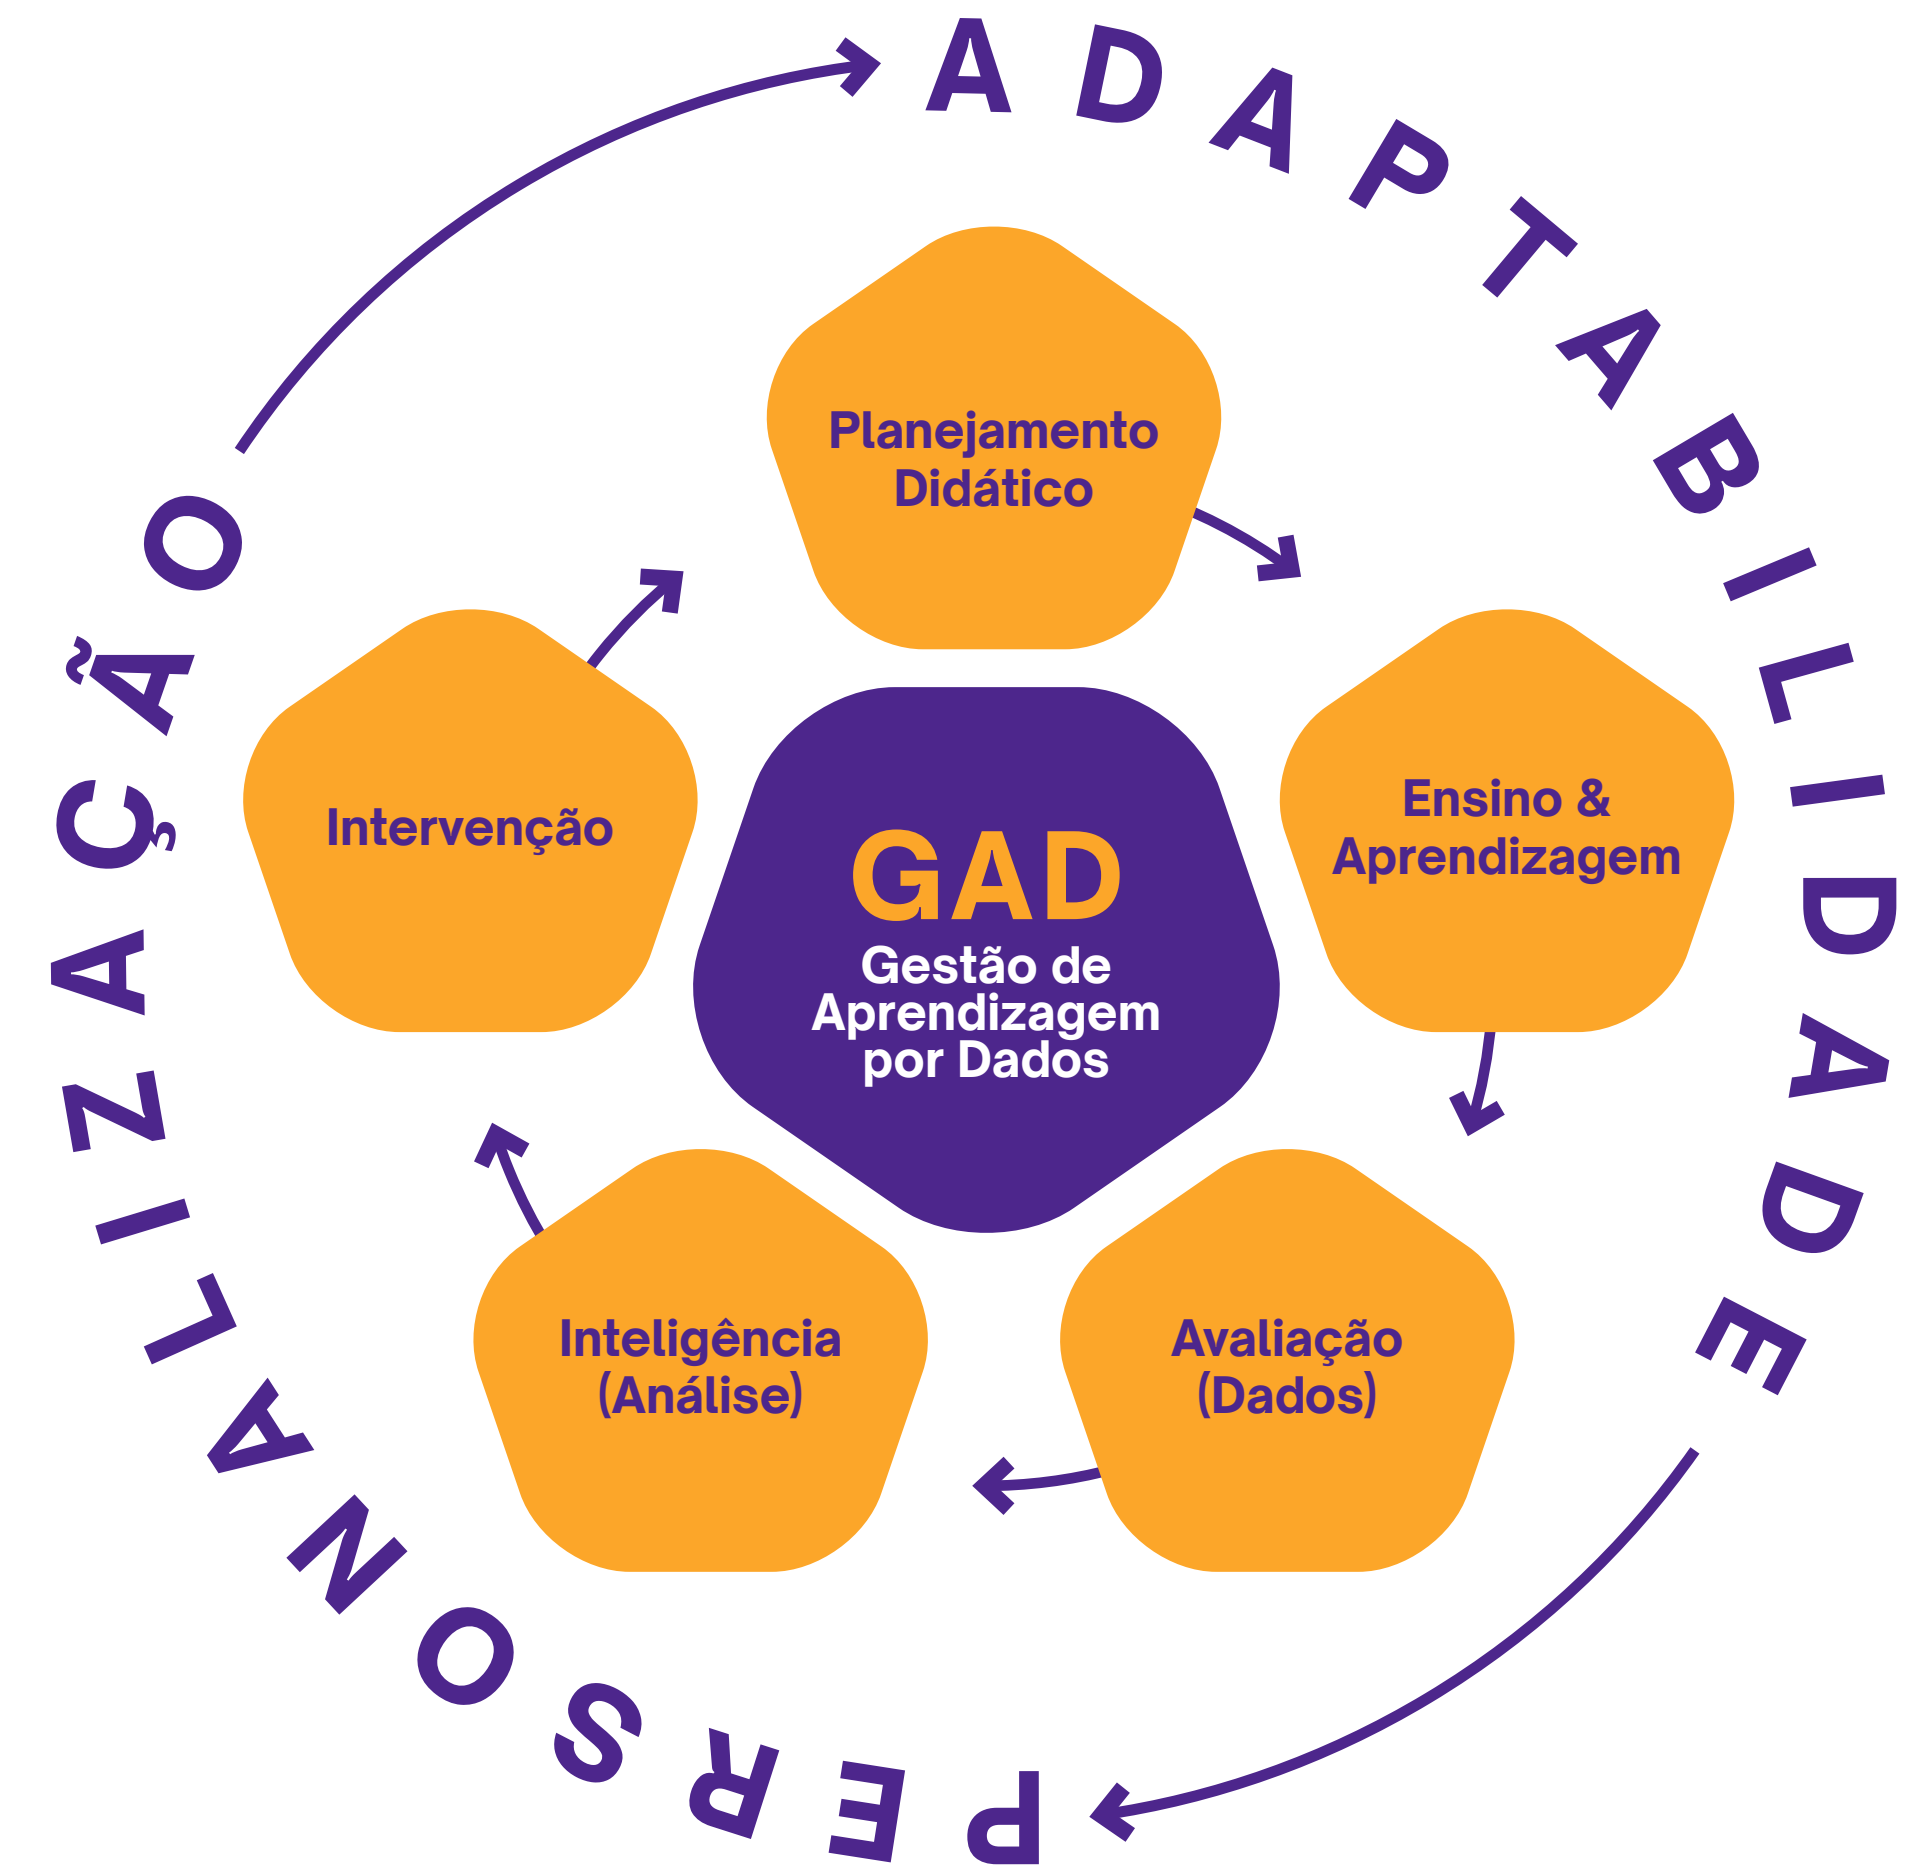 ADAPTABILIDADE
Planejamento
Didático
Ensino &
Aprendizagem
Intervenção
GAD
Gestão de
Aprendizagem
por Dados
Avaliação
(Dados)
Inteligência
(Análise)
PERSONALIZAÇÃO